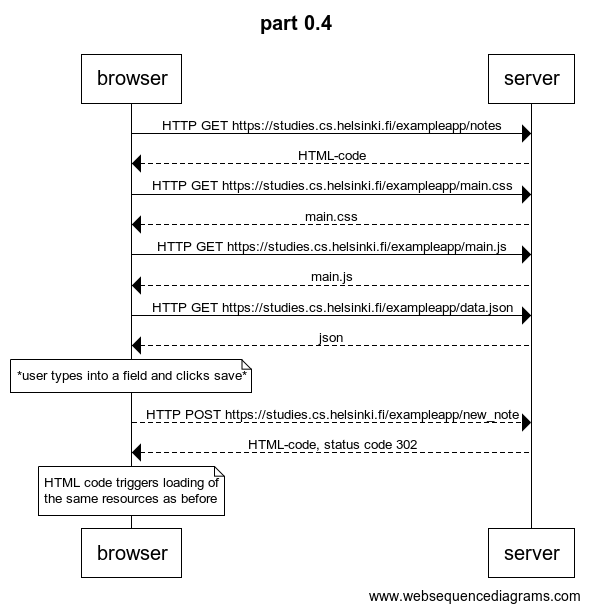 part 0.4
browser server
HTTP GET https://studies.cs.helsinki.fi/exampleapp/notes
HTML-code
HTTP GET https://studies.cs.helsinki.fi/exampleapp/main.css
main.css
HTTP GET https://studies.cs.helsinki.fi/exampleapp/main.js
main.js
HTTP GET https://studies.cs.helsinki.fi/exampleapp/data.json
json
*user types into a field and clicks save*
HTTP POST https://studies.cs.helsinki.fi/exampleapp/new_note
HTML-code, status code 302
HTML code triggers loading of
the same resources as before
browser server
www.websequencediagrams.com